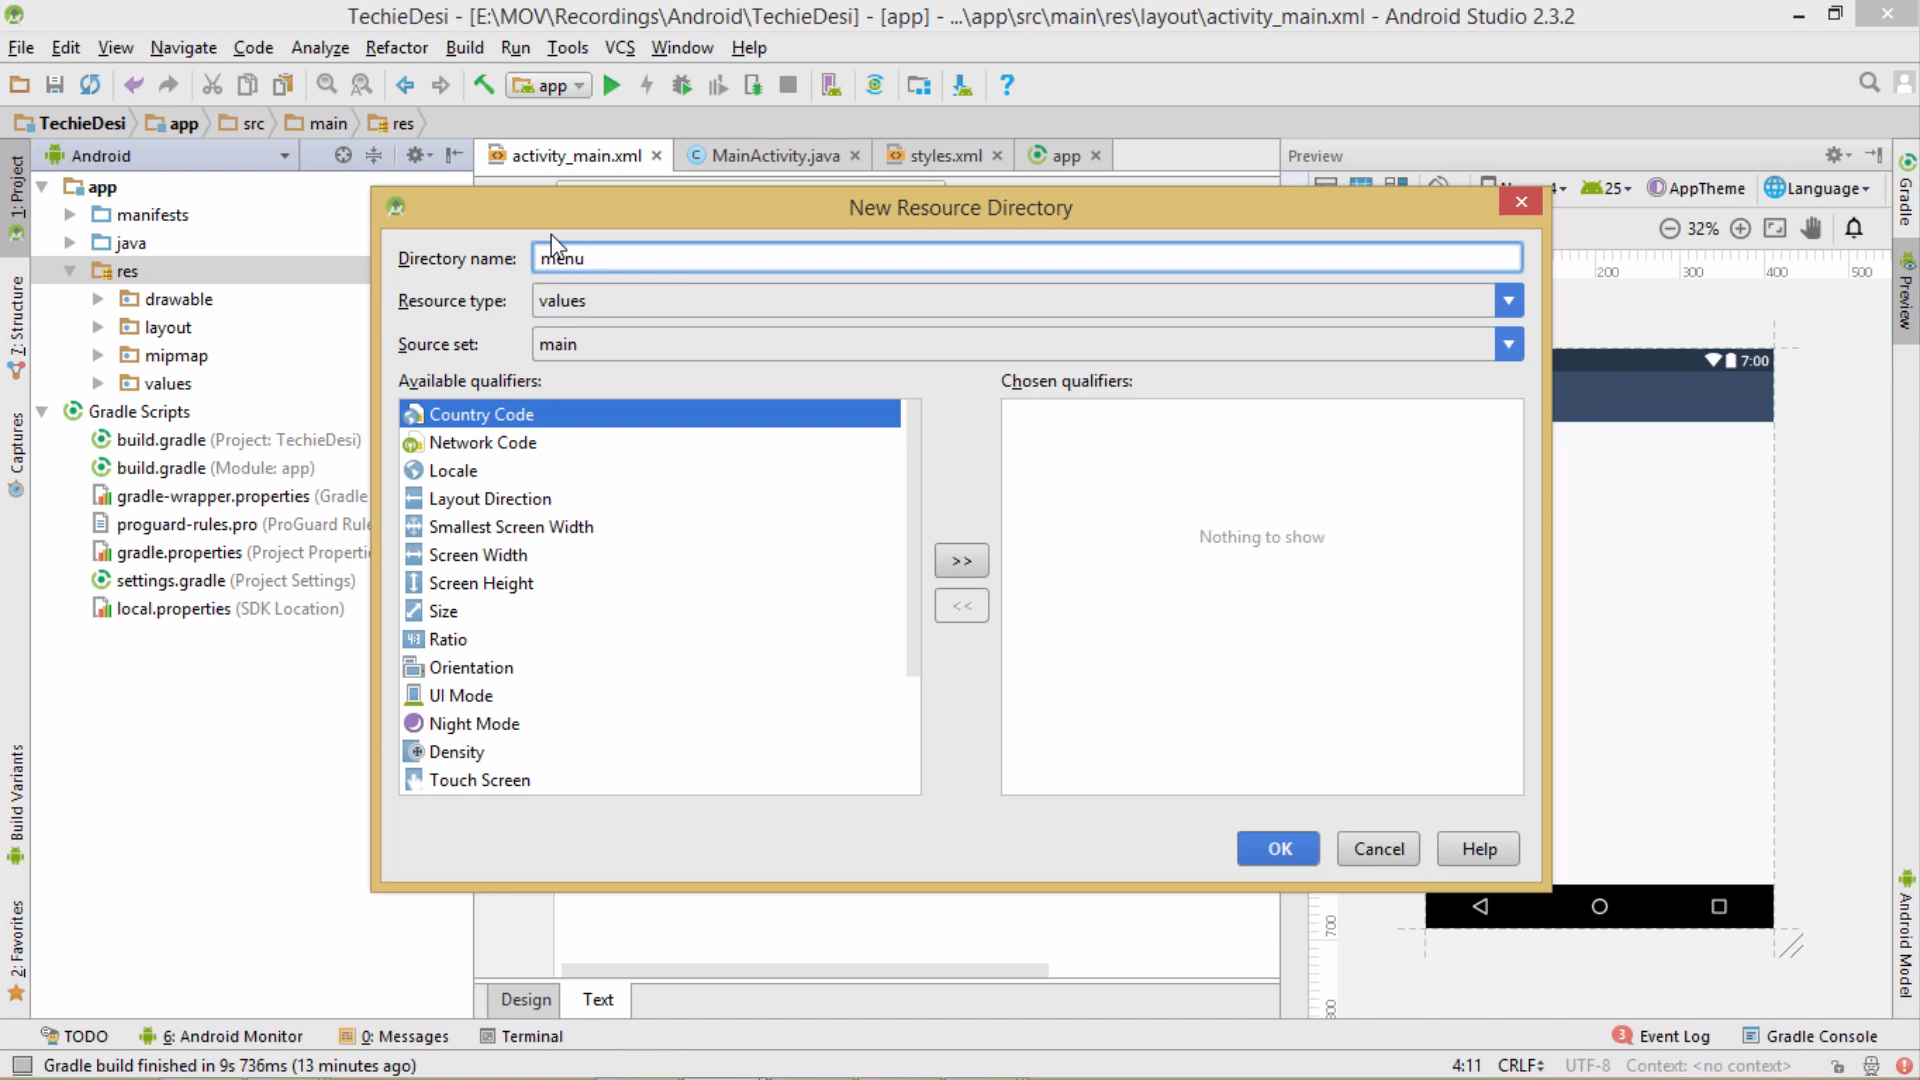 TechieDesi - [E:\MOV\Recordings\Android\TechieDesi] - [app] - ...\app\src\main\res\layout\activity_main.xml - Android Studio 2.3.2
File Edit View Navigate Code Analyze Refactor Build Run Tools VCS Window Help
app
TechieDesi app src main res
Android
activity_main.xml MainActivity.java styles.xml app
Preview
25 AppTheme Language
32%
200 300 400 500
1: Project
7: Structure
Captures
Build Variants
2: Favorites
app
manifests
java
res
drawable
layout
mipmap
values
Gradle Scripts
build.gradle (Project: TechieDesi)
build.gradle (Module: app)
gradle-wrapper.properties (Gradle
proguard-rules.pro (ProGuard Rule
gradle.properties (Project Properti
settings.gradle (Project Settings)
local.properties (SDK Location)
New Resource Directory
Directory name: menu
Resource type: values
Source set: main
Available qualifiers:
Chosen qualifiers:
Country Code
Network Code
Locale
Layout Direction
Smallest Screen Width
Screen Width
Screen Height
Size
Ratio
Orientation
UI Mode
Night Mode
Density
Touch Screen
>>
<<
Nothing to show
OK Cancel Help
7:00
700
Design Text
Gradle
Preview
Android Model
TODO 6: Android Monitor 0: Messages Terminal
3 Event Log Gradle Console
Gradle build finished in 9s 736ms (13 minutes ago)
4:11 CRLF UTF-8 Context: <no context>